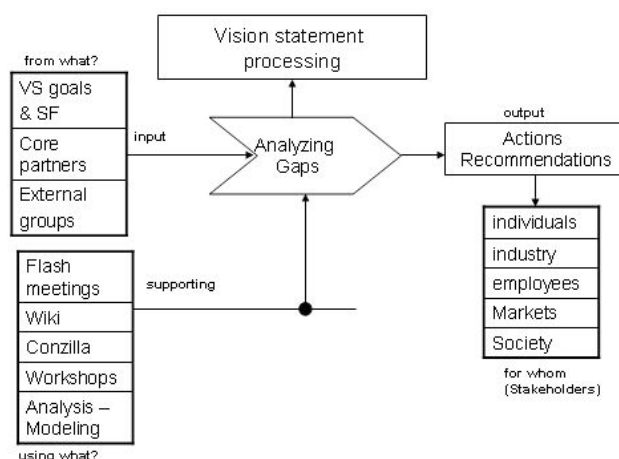 Vision statement
processing
from what?
VS goals
& SF
Core
partners
External
groups
input
Analyzing
Gaps
output
Actions
Recommendations
individuals
industry
employees
Markets
Society
for whom
(Stakeholders)
Flash
meetings
Wiki
Conzilla
Workshops
Analysis –
Modeling
supporting
using what?